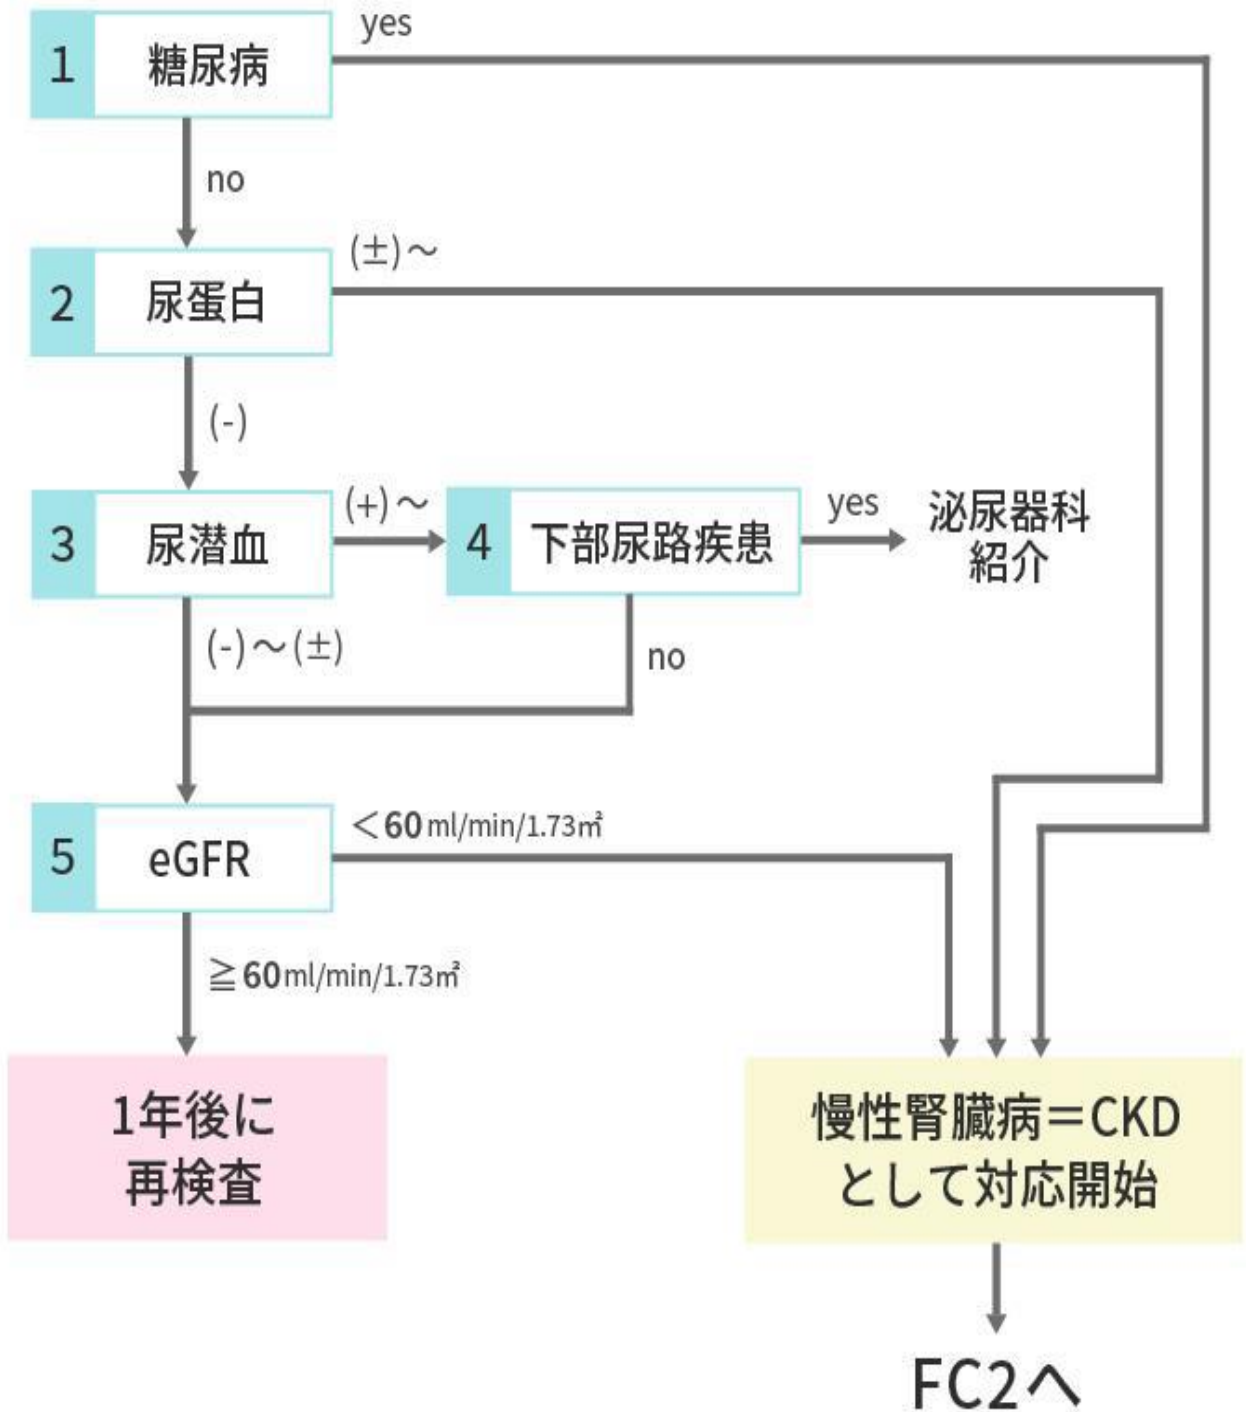 1 糖尿病
yes
no
2 尿蛋白
(±)～
(-)
3 尿潜血
(+)～
4 下部尿路疾患
yes
泌尿器科
紹介
(-)～(±)
no
5 eGFR
＜60ml/min/1.73㎡
≧60ml/min/1.73㎡
1年後に
再検査
慢性腎臓病＝CKD
として対応開始
FC2へ